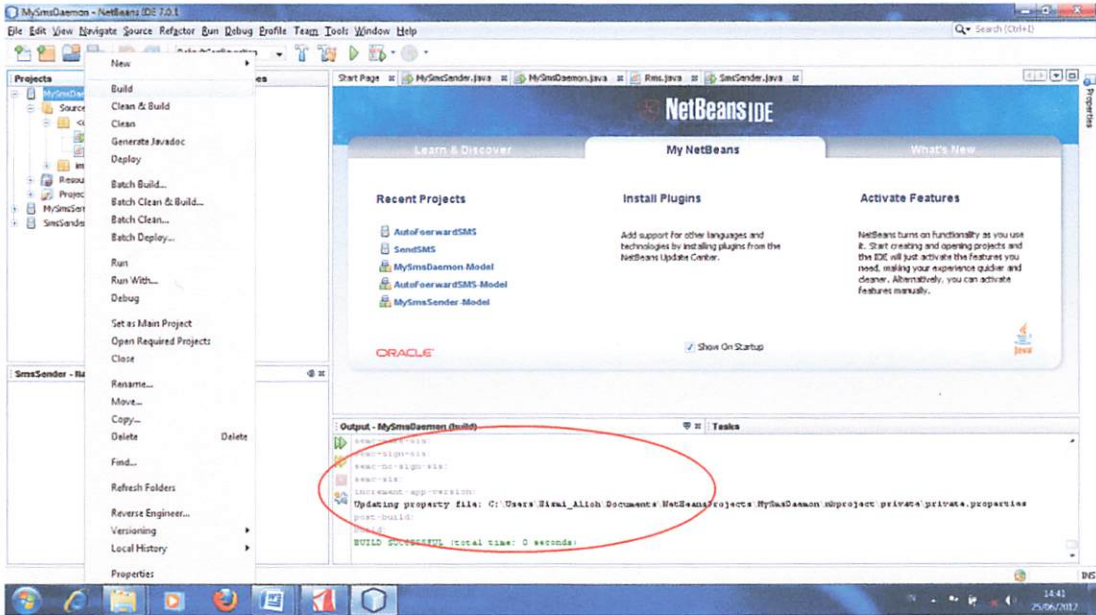 MySmsDaemon - NetBeans IDE 7.0.1
File Edit View Navigate Source Refactor Run Debug Profile Team Tools Window Help
Search (Ctrl+I)
Projects
Start Page MySmsSender.java MySmsDaemon.java Rms.java SmsSender.java
Properties
New
Build
Clean & Build
Clean
Generate Javadoc
Deploy
Batch Build...
Batch Clean & Build...
Batch Clean...
Batch Deploy...
Run
Run With...
Debug
Set as Main Project
Open Required Projects
Close
Rename...
Move...
Copy...
Delete Delete
Find...
Refresh Folders
Reverse Engineer...
Versioning
Local History
Properties
NetBeans IDE
Learn & Discover My NetBeans What's New
Recent Projects
AutoFoerwardSMS
SendSMS
MySmsDaemon-Model
AutoFoerwardSMS-Model
MySmsSender-Model
Install Plugins
Add support for other languages and
technologies by installing plugins from the
NetBeans Update Center.
Activate Features
NetBeans turns on functionality as you use
it. Start creating and opening projects and
the IDE will just activate the features you
need, making your experience quicker and
cleaner. Alternatively, you can activate
features manually.
ORACLE
Show On Startup
Java
Output - MySmsDaemon (build) Tasks
semc-sis:
increment-app-version:
Updating property file: C:\Users\Bismi_Alloh\Documents\NetBeansProjects\MySmsDaemon\nbproject\private\private.properties
post-build:
build:
BUILD SUCCESSFUL (total time: 0 seconds)
INS
14:41
25/06/2012